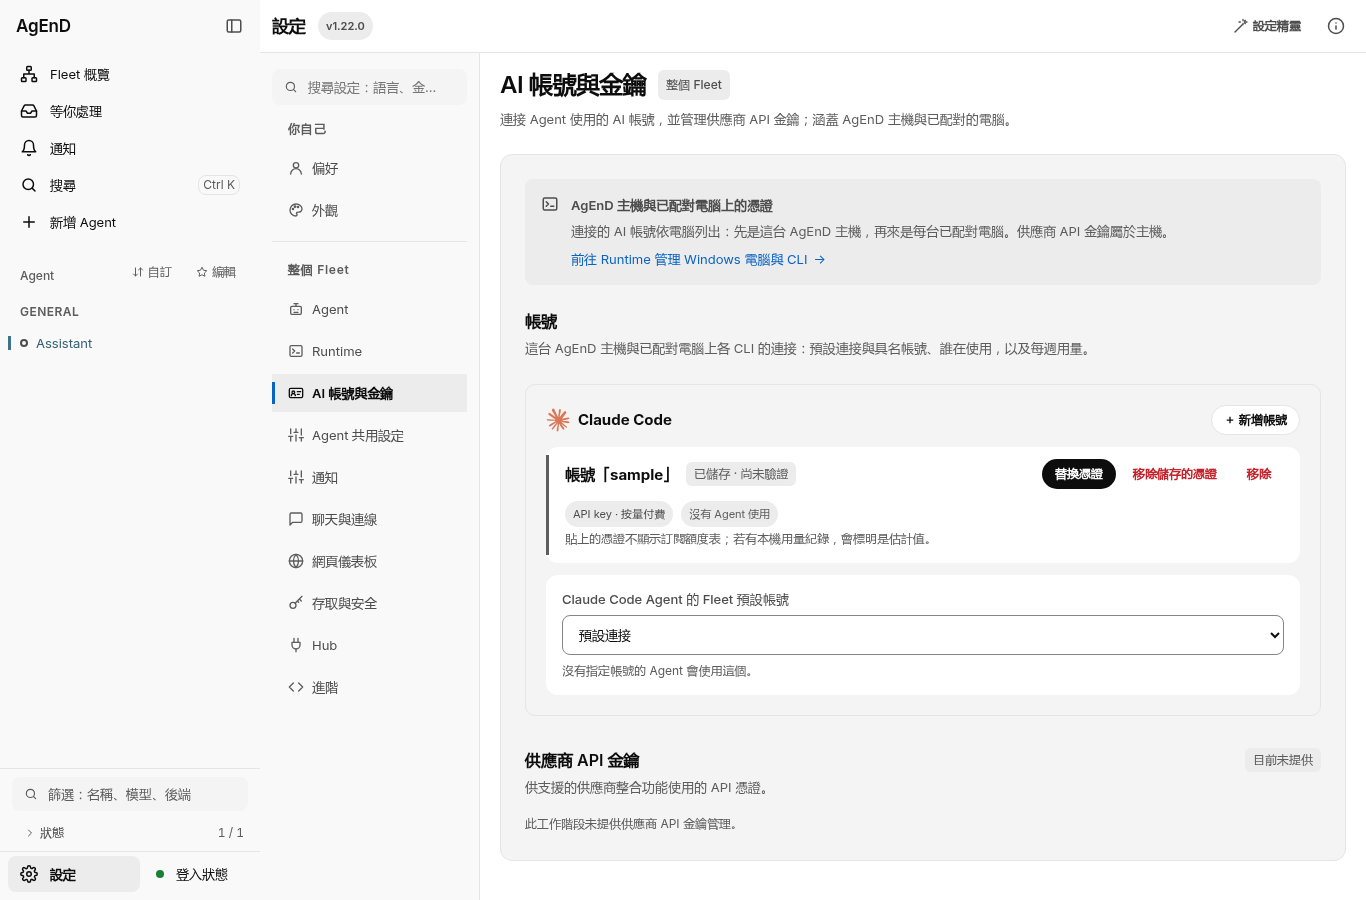 AgEnD
Fleet 概覽
等你處理
通知
搜尋
Ctrl K
新增 Agent
Agent
自訂
編輯
GENERAL
Assistant
篩選：名稱、模型、後端
狀態
1 / 1
設定
登入狀態
設定
v1.22.0
設定精靈
搜尋設定：語言、金...
你自己
偏好
外觀
整個 Fleet
Agent
Runtime
AI 帳號與金鑰
Agent 共用設定
通知
聊天與連線
網頁儀表板
存取與安全
Hub
進階
AI 帳號與金鑰
整個 Fleet
連接 Agent 使用的 AI 帳號，並管理供應商 API 金鑰；涵蓋 AgEnD 主機與已配對的電腦。
AgEnD 主機與已配對電腦上的憑證
連接的 AI 帳號依電腦列出：先是這台 AgEnD 主機，再來是每台已配對電腦。供應商 API 金鑰屬於主機。
前往 Runtime 管理 Windows 電腦與 CLI →
帳號
這台 AgEnD 主機與已配對電腦上各 CLI 的連接：預設連接與具名帳號、誰在使用，以及每週用量。
Claude Code
+ 新增帳號
帳號「sample」
已儲存 · 尚未驗證
替換憑證
移除儲存的憑證
移除
API key · 按量付費
沒有 Agent 使用
貼上的憑證不顯示訂閱額度表；若有本機用量紀錄，會標明是估計值。
Claude Code Agent 的 Fleet 預設帳號
預設連接
沒有指定帳號的 Agent 會使用這個。
供應商 API 金鑰
目前未提供
供支援的供應商整合功能使用的 API 憑證。
此工作階段未提供供應商 API 金鑰管理。